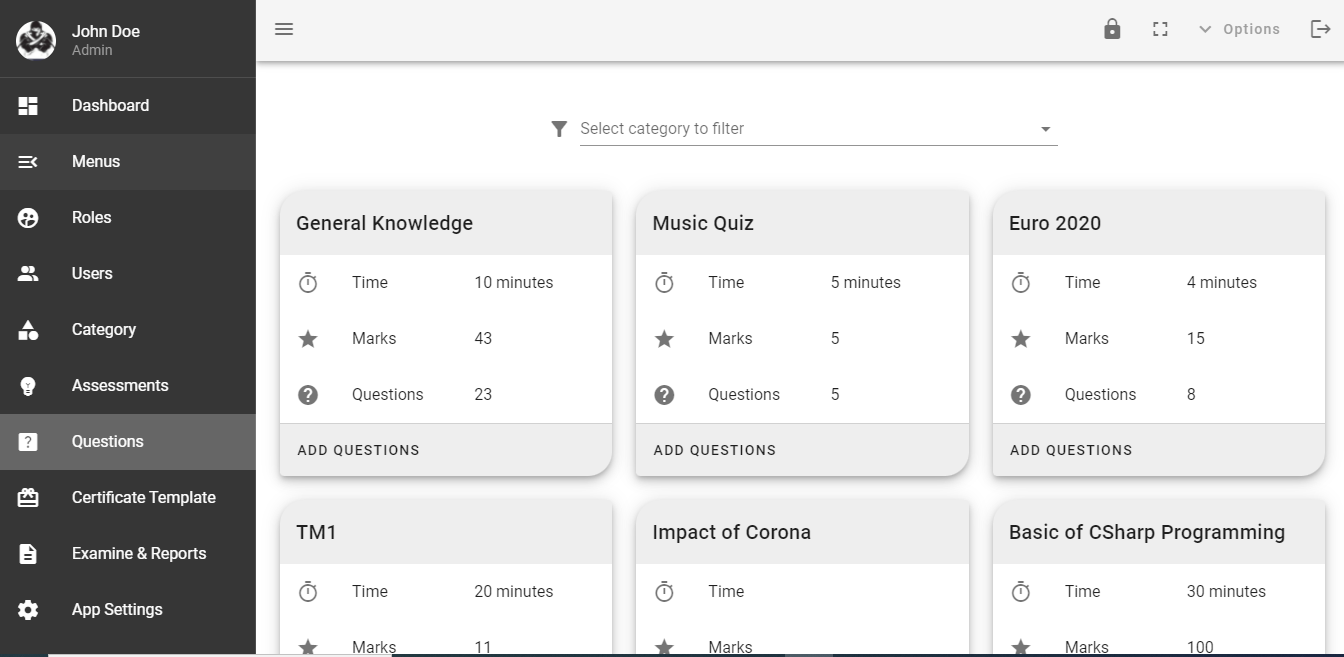 John Doe
Admin
Options
Dashboard
Menus
Roles
Users
Category
Assessments
Questions
Certificate Template
Examine & Reports
App Settings
Select category to filter
General Knowledge
Time 10 minutes
Marks 43
Questions 23
ADD QUESTIONS
Music Quiz
Time 5 minutes
Marks 5
Questions 5
ADD QUESTIONS
Euro 2020
Time 4 minutes
Marks 15
Questions 8
ADD QUESTIONS
TM1
Time 20 minutes
Marks 11
Impact of Corona
Time
Marks
Basic of CSharp Programming
Time 30 minutes
Marks 100